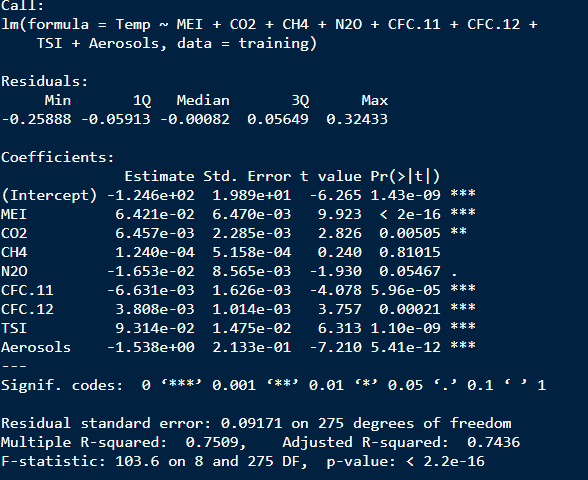 Call:
lm(formula = Temp ~ MEI + CO2 + CH4 + N2O + CFC.11 + CFC.12 +
    TSI + Aerosols, data = training)
Residuals:
     Min       1Q   Median       3Q      Max
-0.25888 -0.05913 -0.00082  0.05649  0.32433
Coefficients:
              Estimate Std. Error t value Pr(>|t|)
(Intercept) -1.246e+02  1.989e+01  -6.265 1.43e-09 ***
MEI          6.421e-02  6.470e-03   9.923  < 2e-16 ***
CO2          6.457e-03  2.285e-03   2.826  0.00505 **
CH4          1.240e-04  5.158e-04   0.240  0.81015
N2O         -1.653e-02  8.565e-03  -1.930  0.05467 .
CFC.11      -6.631e-03  1.626e-03  -4.078 5.96e-05 ***
CFC.12       3.808e-03  1.014e-03   3.757  0.00021 ***
TSI          9.314e-02  1.475e-02   6.313 1.10e-09 ***
Aerosols    -1.538e+00  2.133e-01  -7.210 5.41e-12 ***
---
Signif. codes:  0 ‘***’ 0.001 ‘**’ 0.01 ‘*’ 0.05 ‘.’ 0.1 ‘ ’ 1
Residual standard error: 0.09171 on 275 degrees of freedom
Multiple R-squared:  0.7509,    Adjusted R-squared:  0.7436
F-statistic: 103.6 on 8 and 275 DF,  p-value: < 2.2e-16